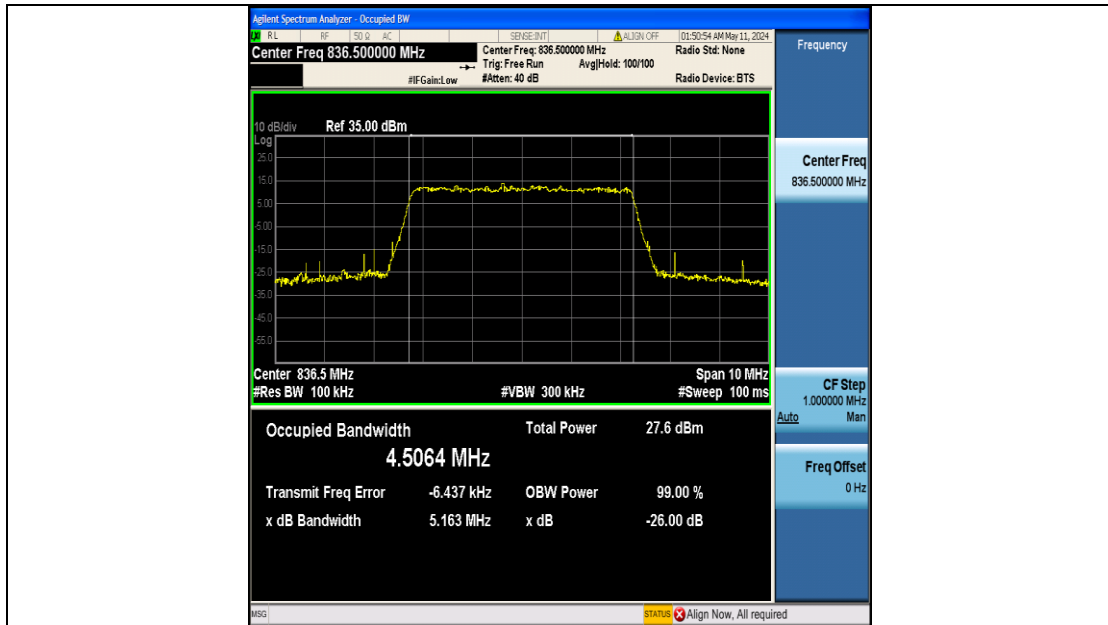 Agilent Spectrum Analyzer - Occupied BW
RL RF 50 Ω AC SENSE:INT ALIGN OFF 01:50:54 AM May 11, 2024
Center Freq 836.500000 MHz
Center Freq: 836.500000 MHz Radio Std: None
Trig: Free Run Avg|Hold: 100/100
#IFGain:Low #Atten: 40 dB Radio Device: BTS
10 dB/div Ref 35.00 dBm
Log
25.0
15.0
5.00
-5.00
-15.0
-25.0
-35.0
-45.0
-55.0
Center 836.5 MHz Span 10 MHz
#Res BW 100 kHz #VBW 300 kHz #Sweep 100 ms
Occupied Bandwidth Total Power 27.6 dBm
4.5064 MHz
Transmit Freq Error -6.437 kHz OBW Power 99.00 %
x dB Bandwidth 5.163 MHz x dB -26.00 dB
MSG STATUS Align Now, All required
Frequency
Center Freq
836.500000 MHz
CF Step
1.000000 MHz
Auto Man
Freq Offset
0 Hz